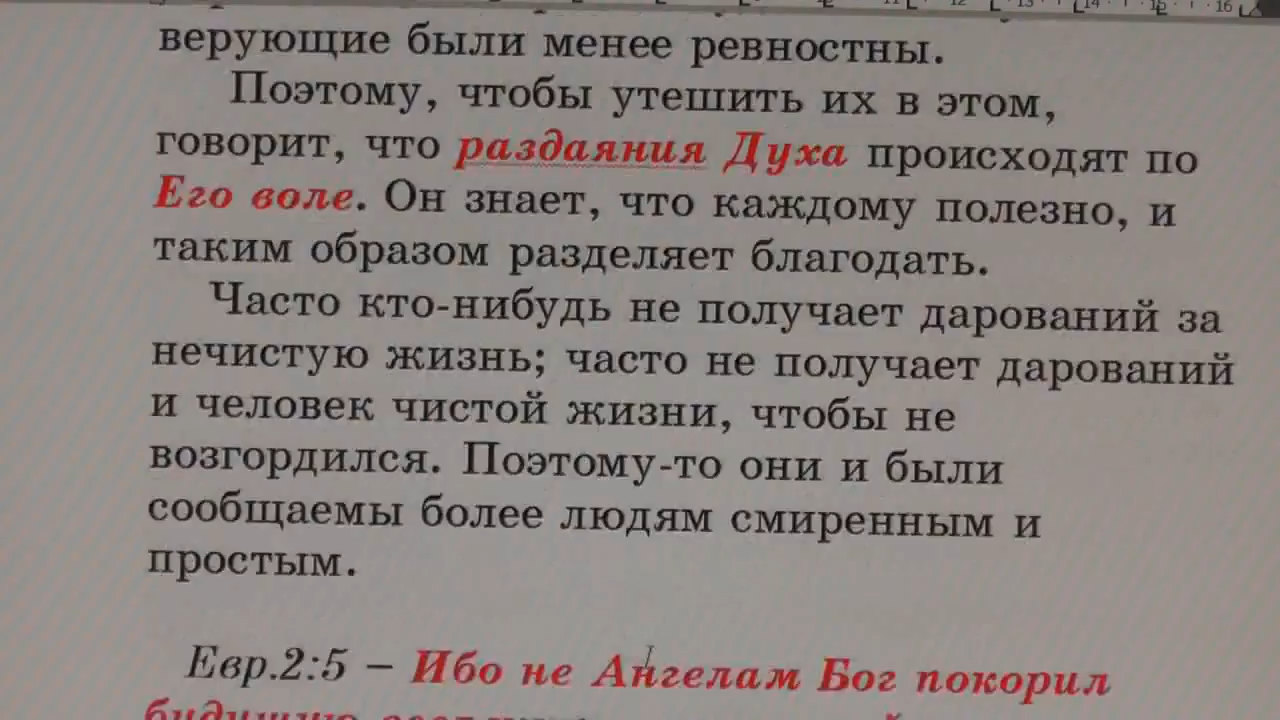 верующие были менее ревностны.
Поэтому, чтобы утешить их в этом,
говорит, что раздаяния Духа происходят по
Его воле. Он знает, что каждому полезно, и
таким образом разделяет благодать.
Часто кто-нибудь не получает дарований за
нечистую жизнь; часто не получает дарований
и человек чистой жизни, чтобы не
возгордился. Поэтому-то они и были
сообщаемы более людям смиренным и
простым.
Евр.2:5 – Ибо не Ангелам Бог покорил